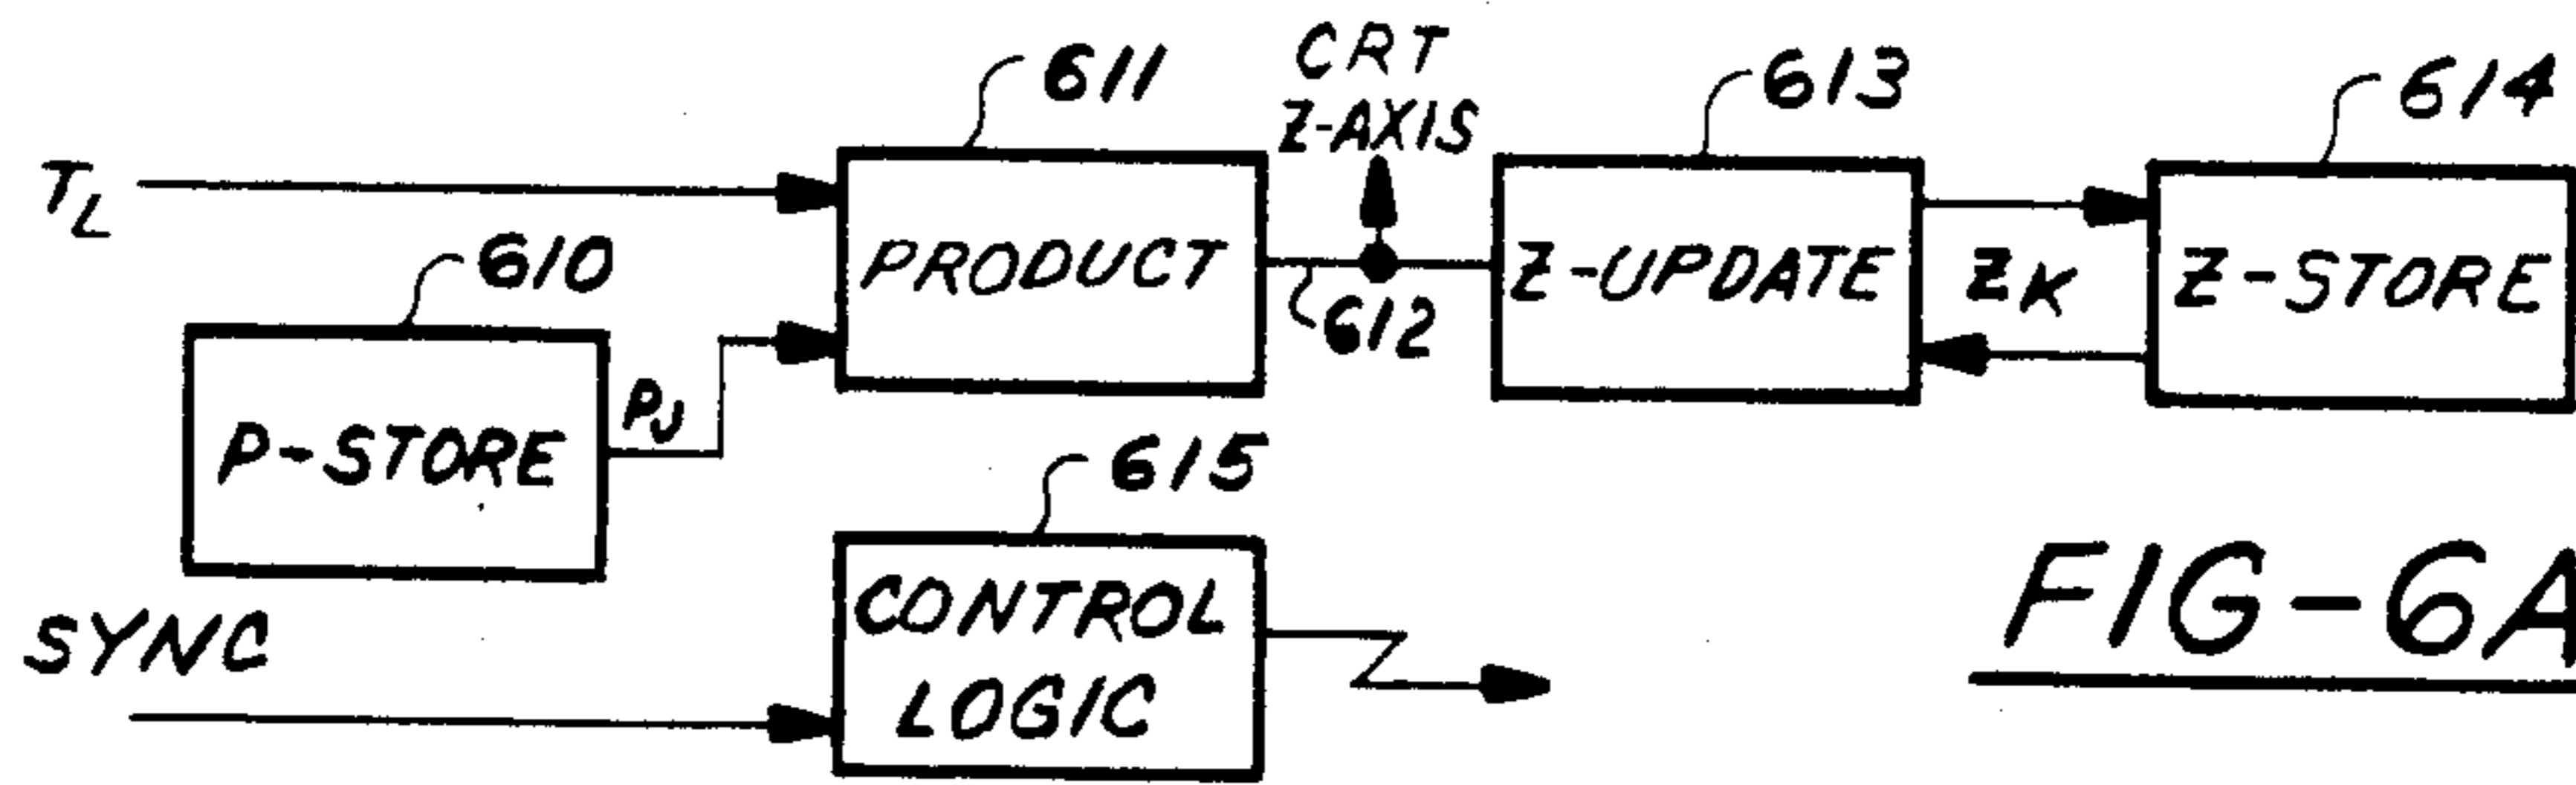 611
CRT
Z-AXIS
613
614
TL
PRODUCT
612
Z-UPDATE
ZK
Z-STORE
610
P-STORE
PJ
615
CONTROL
LOGIC
SYNC
FIG-6A